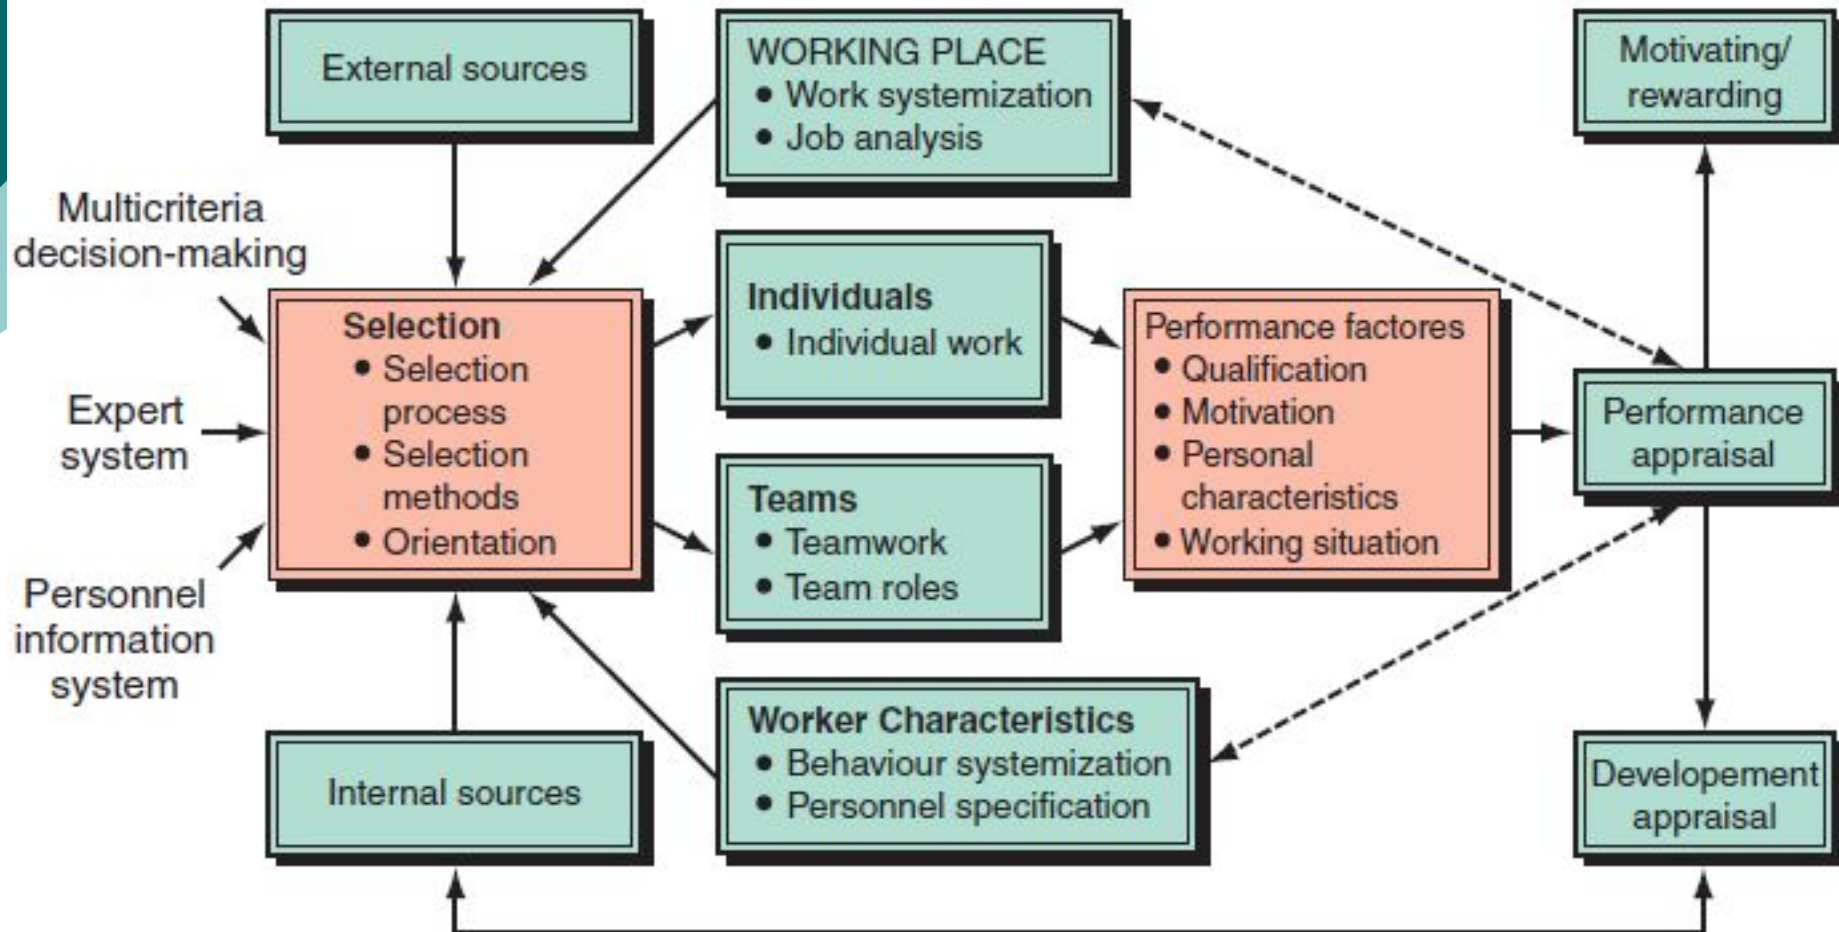 External sources
WORKING PLACE
• Work systemization
• Job analysis
Motivating/
rewarding
Multicriteria
decision-making
Expert
system
Personnel
information
system
Selection
• Selection
process
• Selection
methods
• Orientation
Individuals
• Individual work
Teams
• Teamwork
• Team roles
Performance factores
• Qualification
• Motivation
• Personal
characteristics
• Working situation
Performance
appraisal
Internal sources
Worker Characteristics
• Behaviour systemization
• Personnel specification
Developement
appraisal